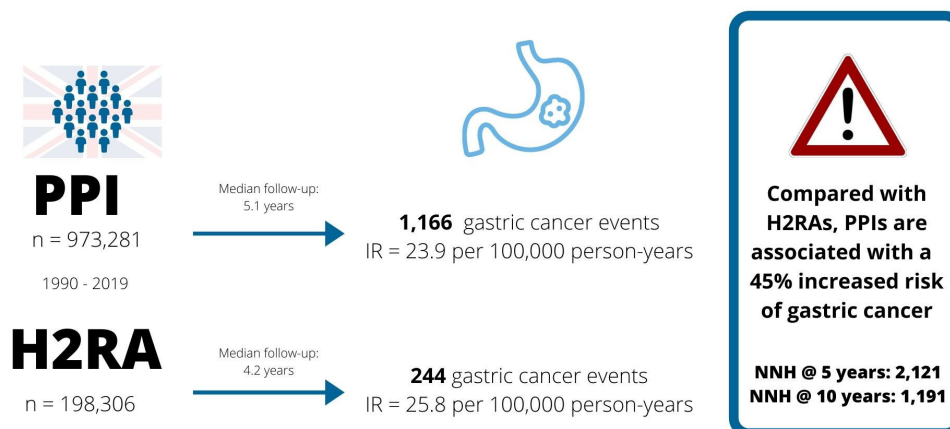 PPI
n = 973,281
1990 - 2019
Median follow-up:
5.1 years
1,166 gastric cancer events
IR = 23.9 per 100,000 person-years
H2RA
n = 198,306
Median follow-up:
4.2 years
244 gastric cancer events
IR = 25.8 per 100,000 person-years
!
Compared with
H2RAs, PPIs are
associated with a
45% increased risk
of gastric cancer
NNH @ 5 years: 2,121
NNH @ 10 years: 1,191